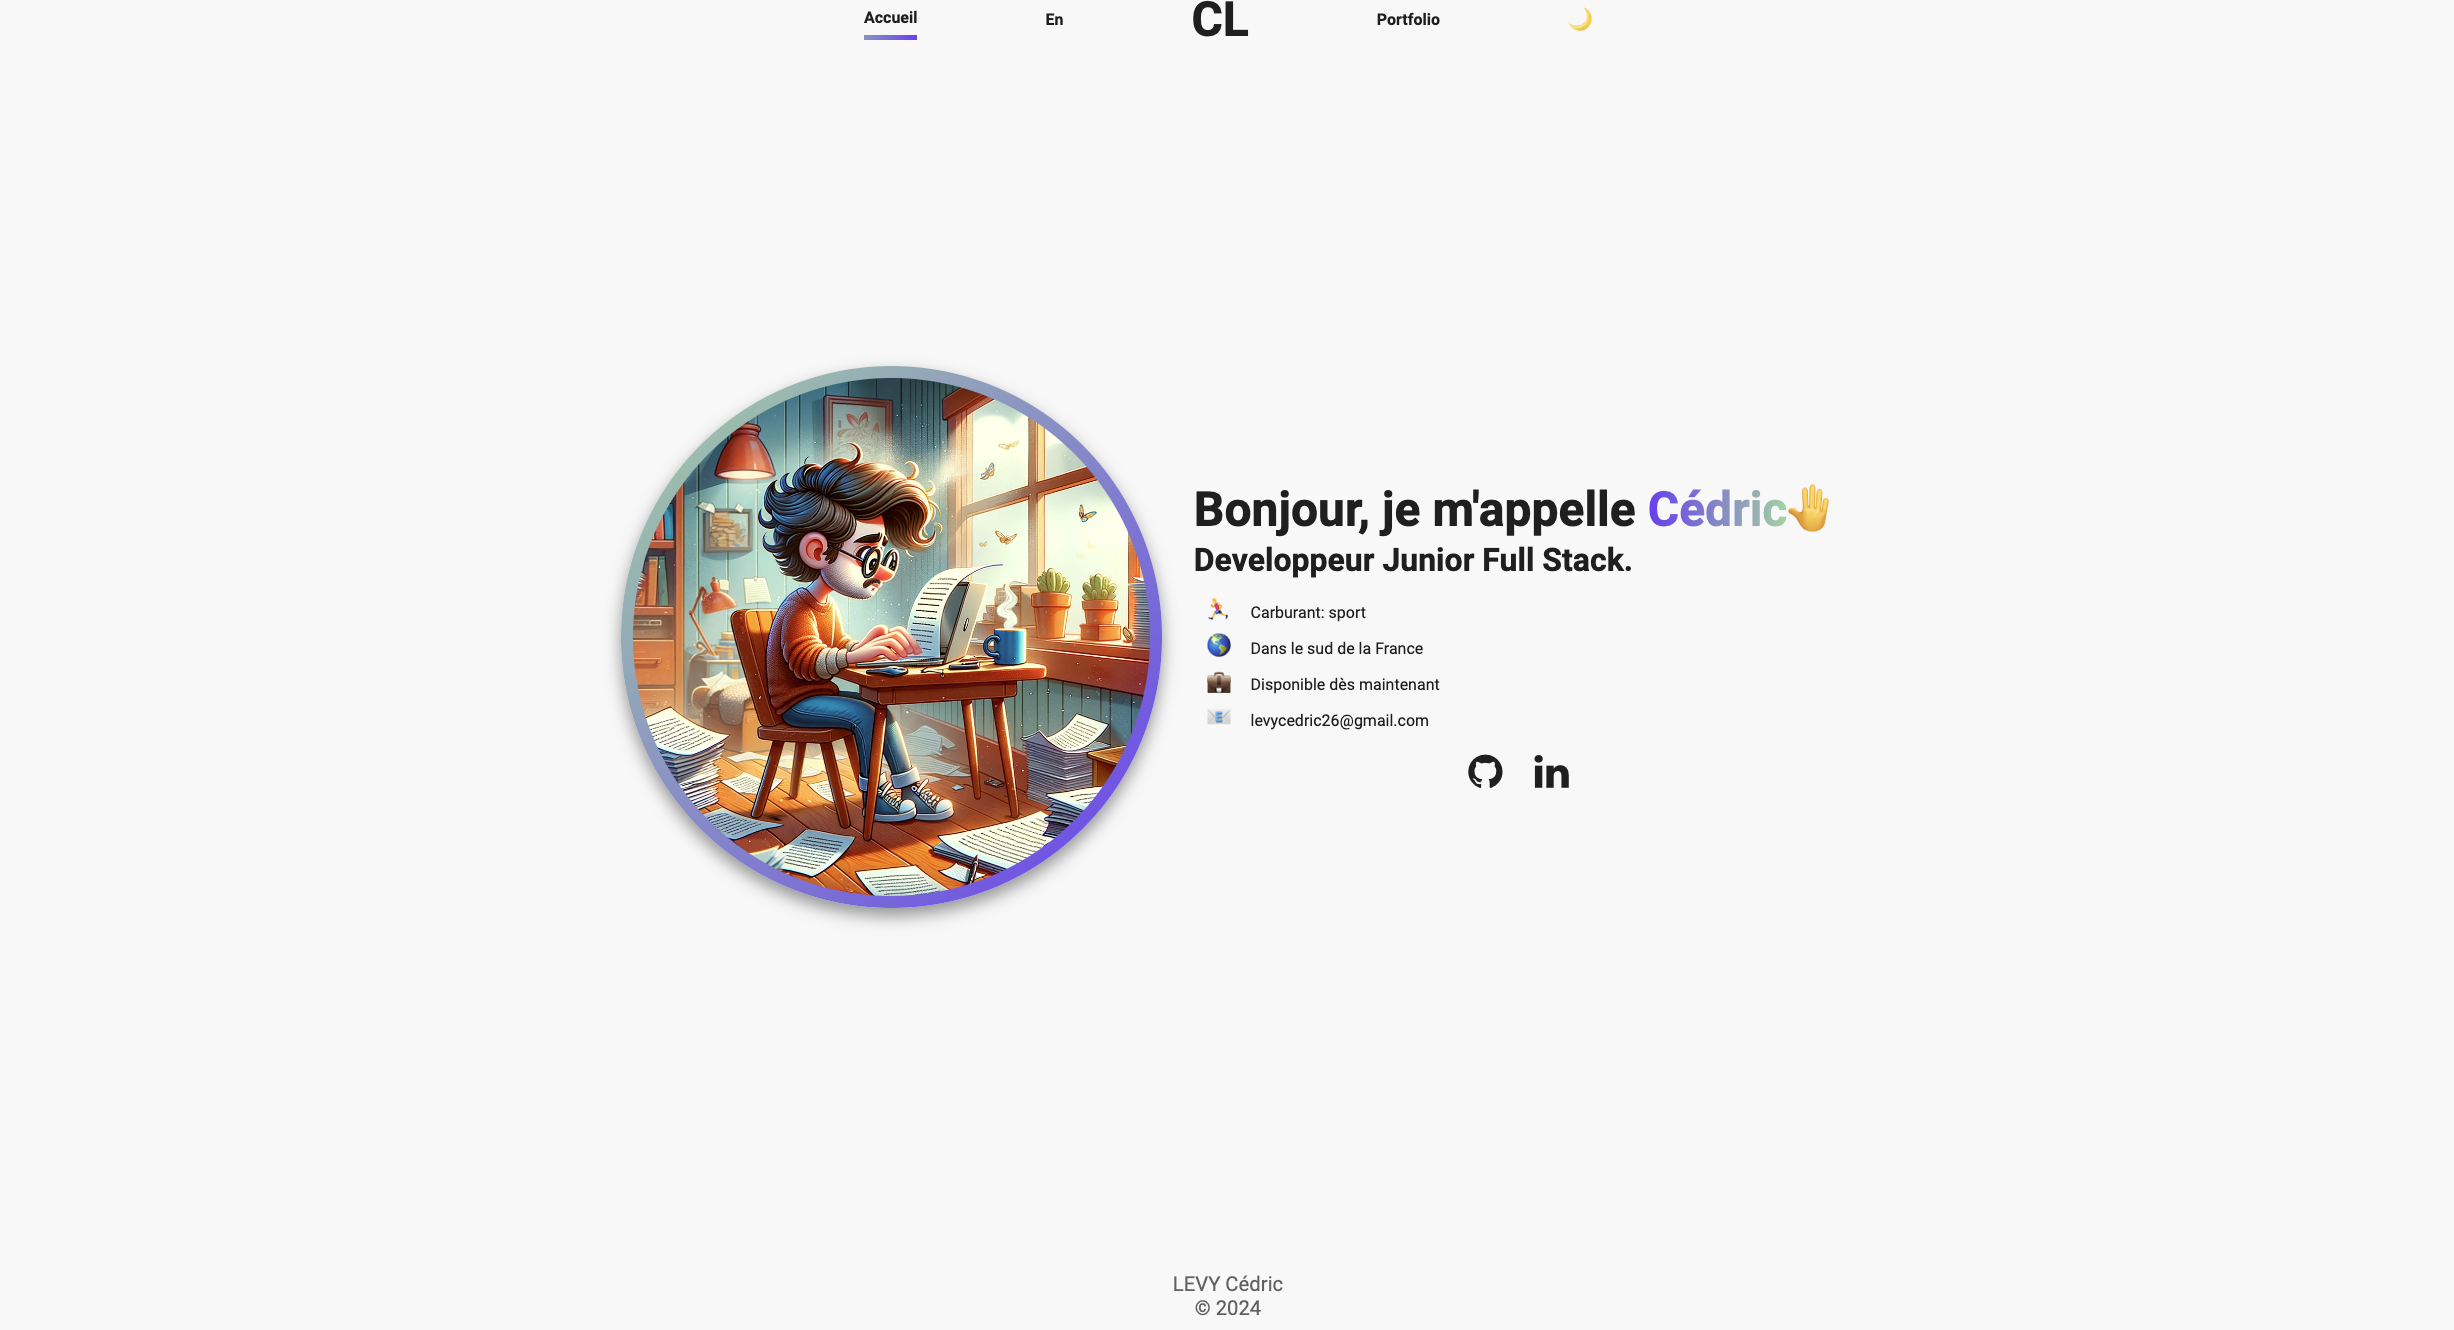 Accueil
En
CL
Portfolio
Bonjour, je m'appelle Cédric
Developpeur Junior Full Stack.
Carburant: sport
Dans le sud de la France
Disponible dès maintenant
levycedric26@gmail.com
in
LEVY Cédric
© 2024